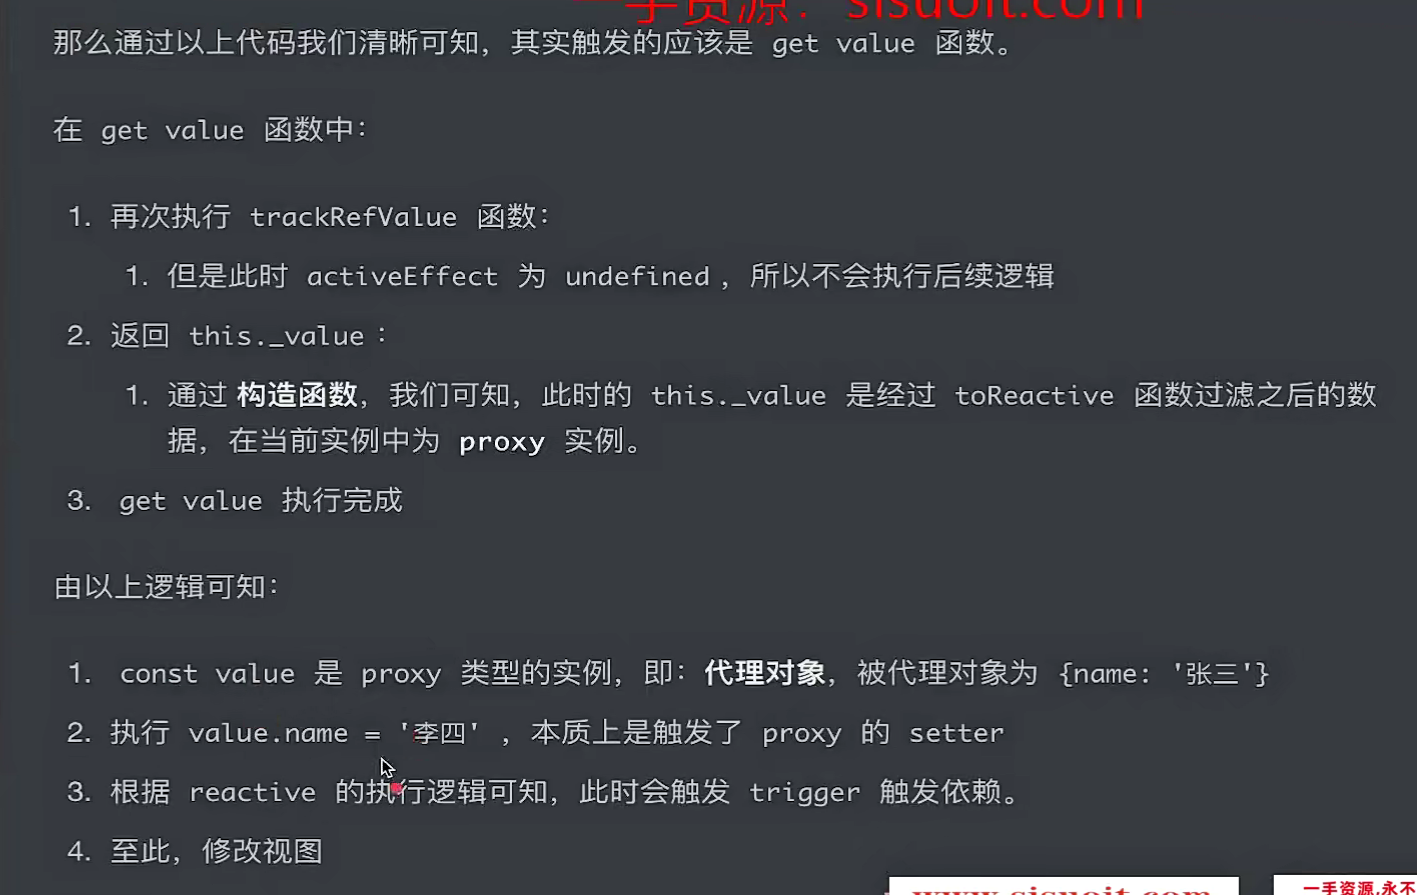 一手资源：sisuoit.com
那么通过以上代码我们清晰可知，其实触发的应该是 get value 函数。
在 get value 函数中：
1. 再次执行 trackRefValue 函数：
1. 但是此时 activeEffect 为 undefined ，所以不会执行后续逻辑
2. 返回 this._value ：
1. 通过 构造函数，我们可知，此时的 this._value 是经过 toReactive 函数过滤之后的数
据，在当前实例中为 proxy 实例。
3. get value 执行完成
由以上逻辑可知：
1. const value 是 proxy 类型的实例，即：代理对象，被代理对象为 {name: '张三'}
2. 执行 value.name = '李四' ，本质上是触发了 proxy 的 setter
3. 根据 reactive 的执行逻辑可知，此时会触发 trigger 触发依赖。
4. 至此，修改视图
www.sisuoit.com
一手资源,永不